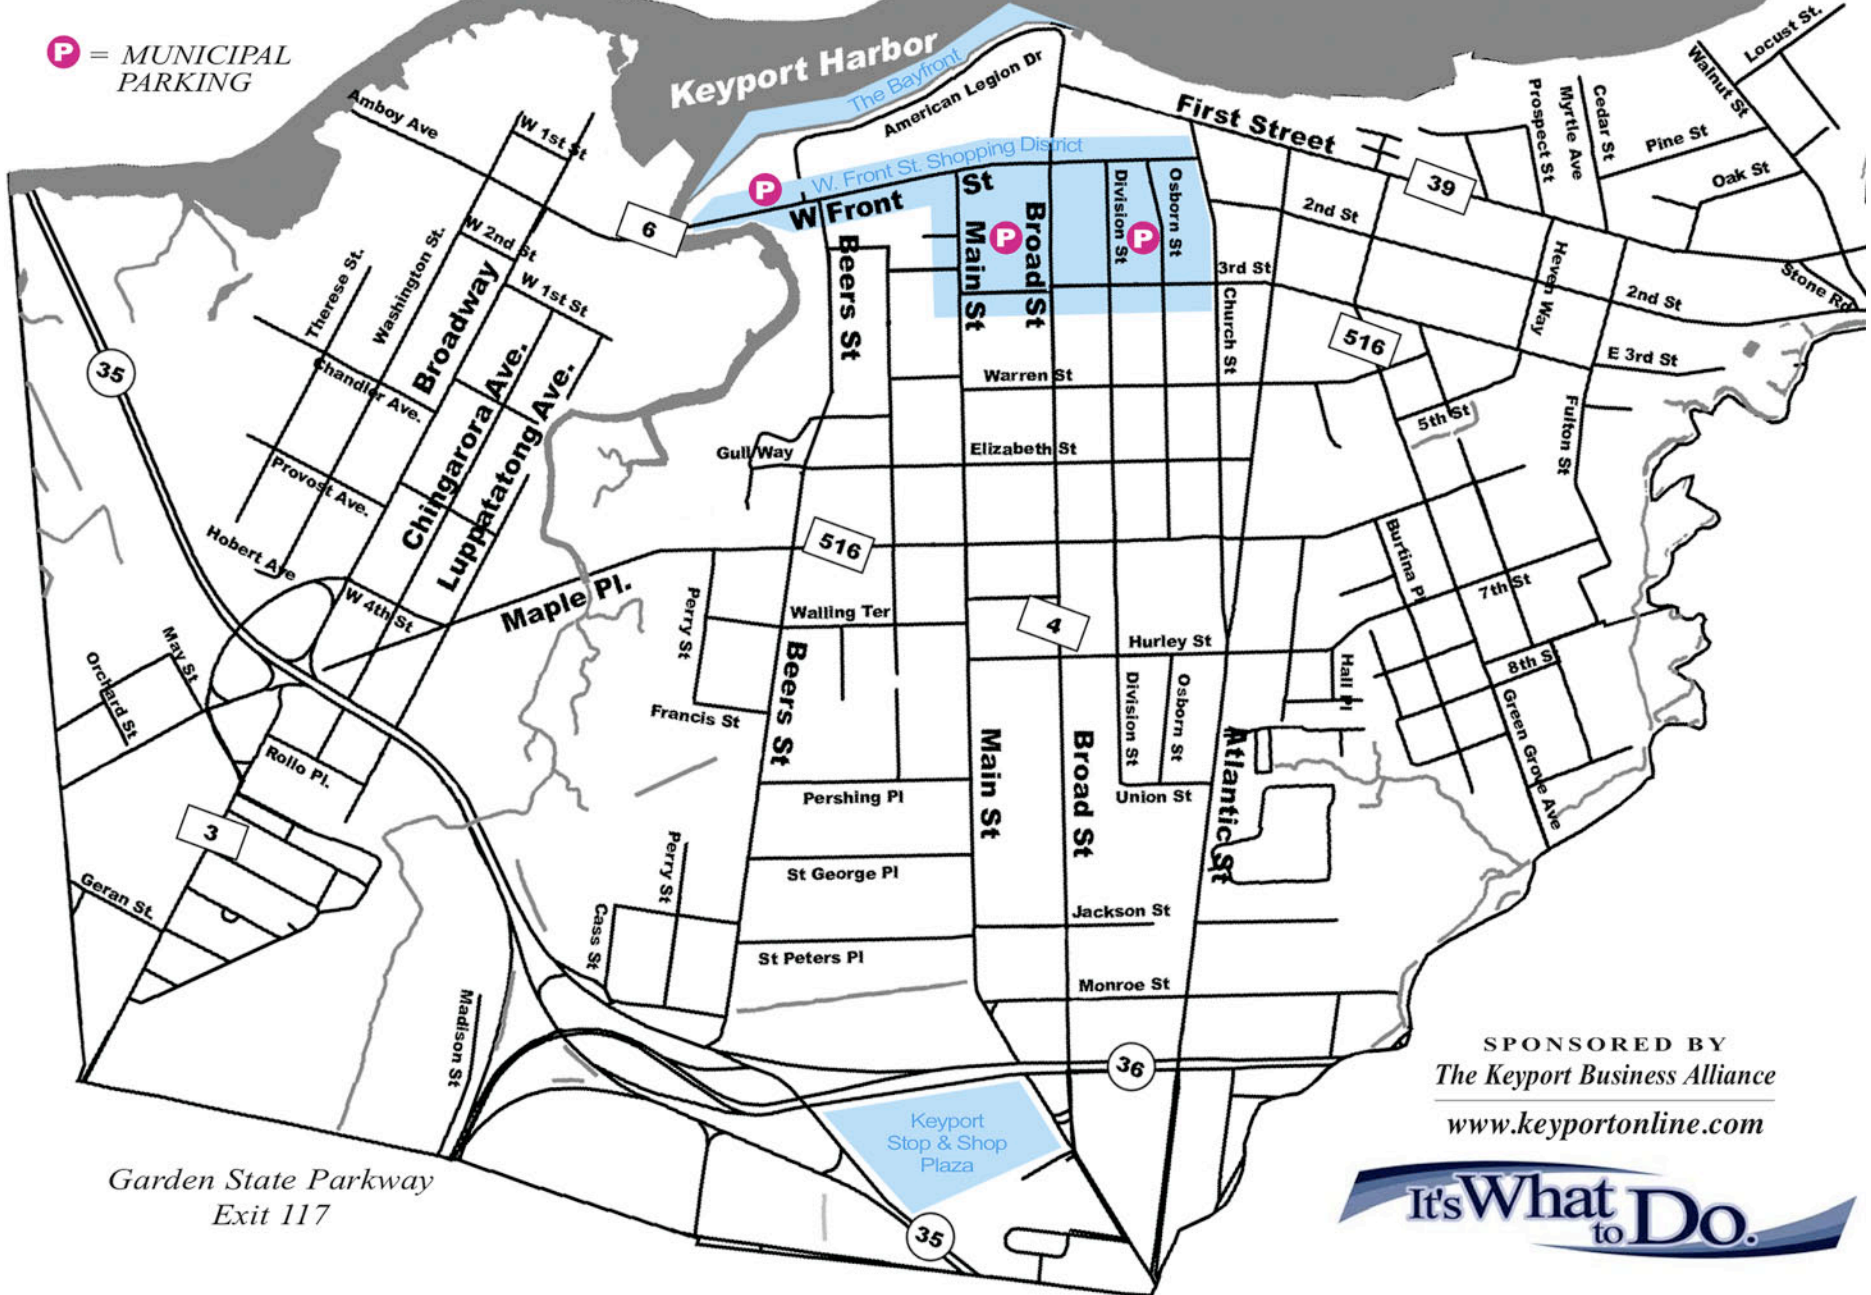 P = MUNICIPAL
PARKING
Keyport Harbor
The Bayfront
American Legion Dr
W. Front St. Shopping District
W Front St
P
P
P
First Street
39
6
Amboy Ave
W 1st St
W 2nd St
W 1st St
Washington St.
Therese St.
Broadway
Chandler Ave.
Chingarora Ave.
Luppatatong Ave.
Provost Ave.
Hobert Ave
W 4th St
Maple Pl.
35
May St
Orchard St
Rollo Pl.
3
Geran St.
Madison St
Beers St
Main St
Main St
Broad St
Division St
Osborn St
3rd St
Church St
2nd St
Prospect St
Myrtle Ave
Cedar St
Pine St
Oak St
Walnut St
Locust St.
Heven Way
2nd St
Stone Rd
E 3rd St
516
5th St
Fulton St
Warren St
Gull Way
Elizabeth St
516
Burtina Pl
7th St
8th S
Green Grove Ave
Hall Pl
Perry St
Walling Ter
4
Hurley St
Francis St
Beers St
Main St
Broad St
Division St
Osborn St
Atlantic St
Pershing Pl
Union St
St George Pl
Perry St
Cass St
Jackson St
St Peters Pl
Monroe St
36
Keyport
Stop & Shop
Plaza
35
Garden State Parkway
Exit 117
SPONSORED BY
The Keyport Business Alliance
www.keyportonline.com
It's What
to Do.